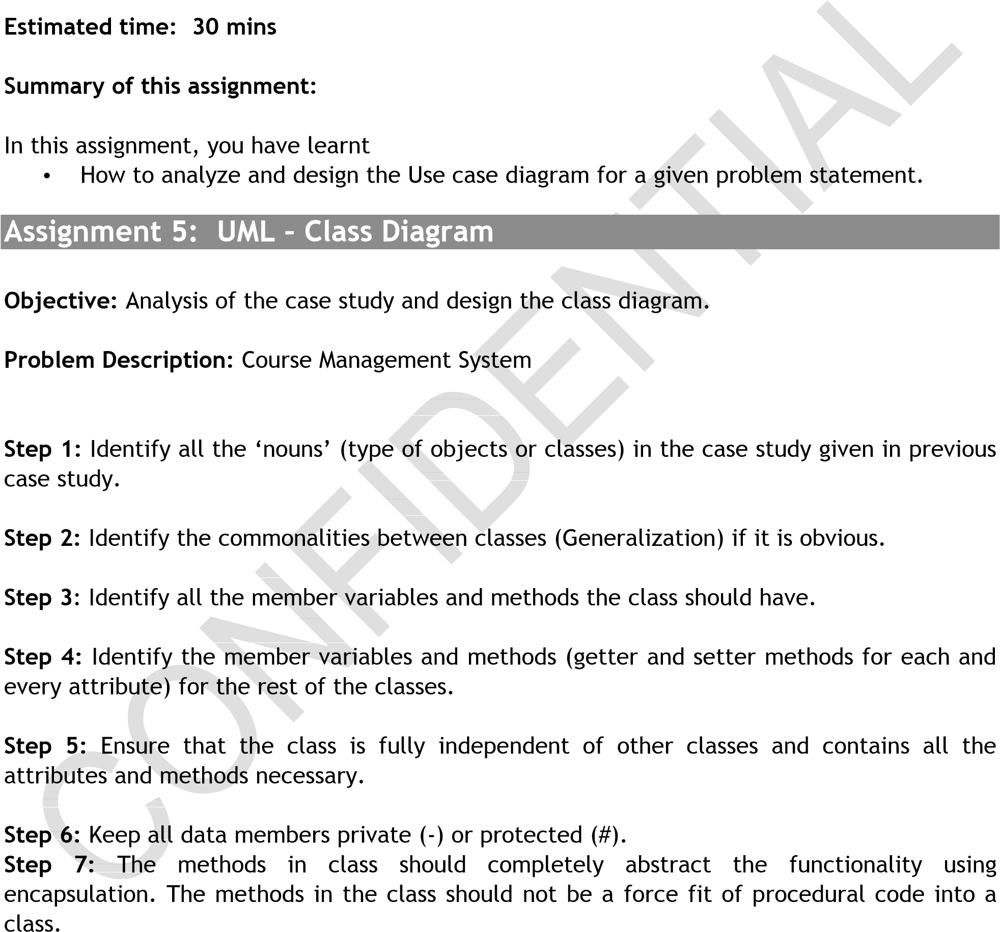 Estimated time:  30 mins
Summary of this assignment:
In this assignment, you have learnt
• How to analyze and design the Use case diagram for a given problem statement.
Assignment 5:  UML – Class Diagram
Objective: Analysis of the case study and design the class diagram.
Problem Description: Course Management System
Step 1: Identify all the ‘nouns’ (type of objects or classes) in the case study given in previous
case study.
Step 2: Identify the commonalities between classes (Generalization) if it is obvious.
Step 3: Identify all the member variables and methods the class should have.
Step 4: Identify the member variables and methods (getter and setter methods for each and
every attribute) for the rest of the classes.
Step 5: Ensure that the class is fully independent of other classes and contains all the
attributes and methods necessary.
Step 6: Keep all data members private (-) or protected (#).
Step 7: The methods in class should completely abstract the functionality using
encapsulation. The methods in the class should not be a force fit of procedural code into a
class.
CONFIDENTIAL